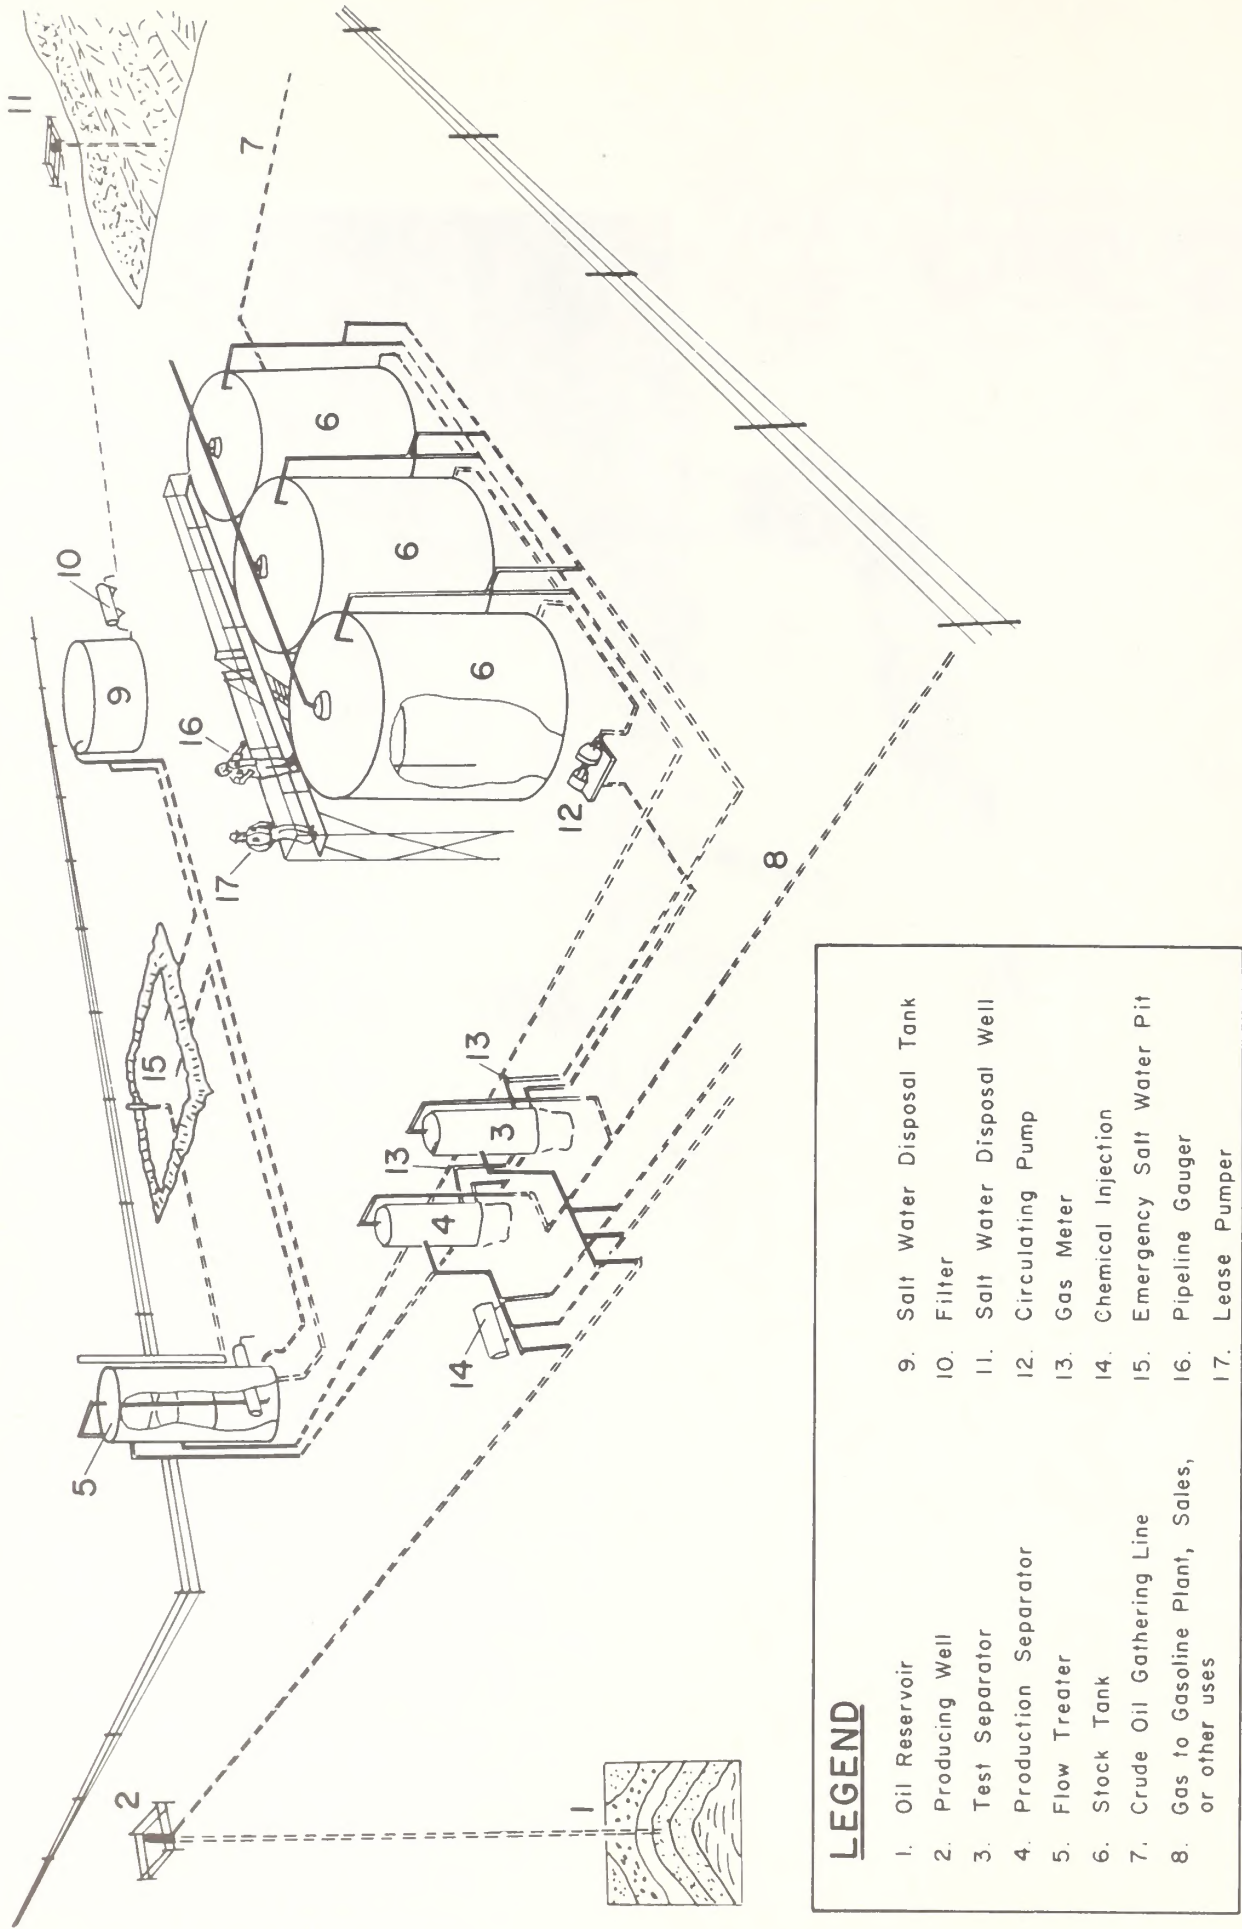 11
10
9
7
16
17
15
6
6
6
12
5
13
3
13
4
14
8
2
1
LEGEND
1. Oil Reservoir
2. Producing Well
3. Test Separator
4. Production Separator
5. Flow Treater
6. Stock Tank
7. Crude Oil Gathering Line
8. Gas to Gasoline Plant, Sales,
or other uses
9. Salt Water Disposal Tank
10. Filter
11. Salt Water Disposal Well
12. Circulating Pump
13. Gas Meter
14. Chemical Injection
15. Emergency Salt Water Pit
16. Pipeline Gauger
17. Lease Pumper